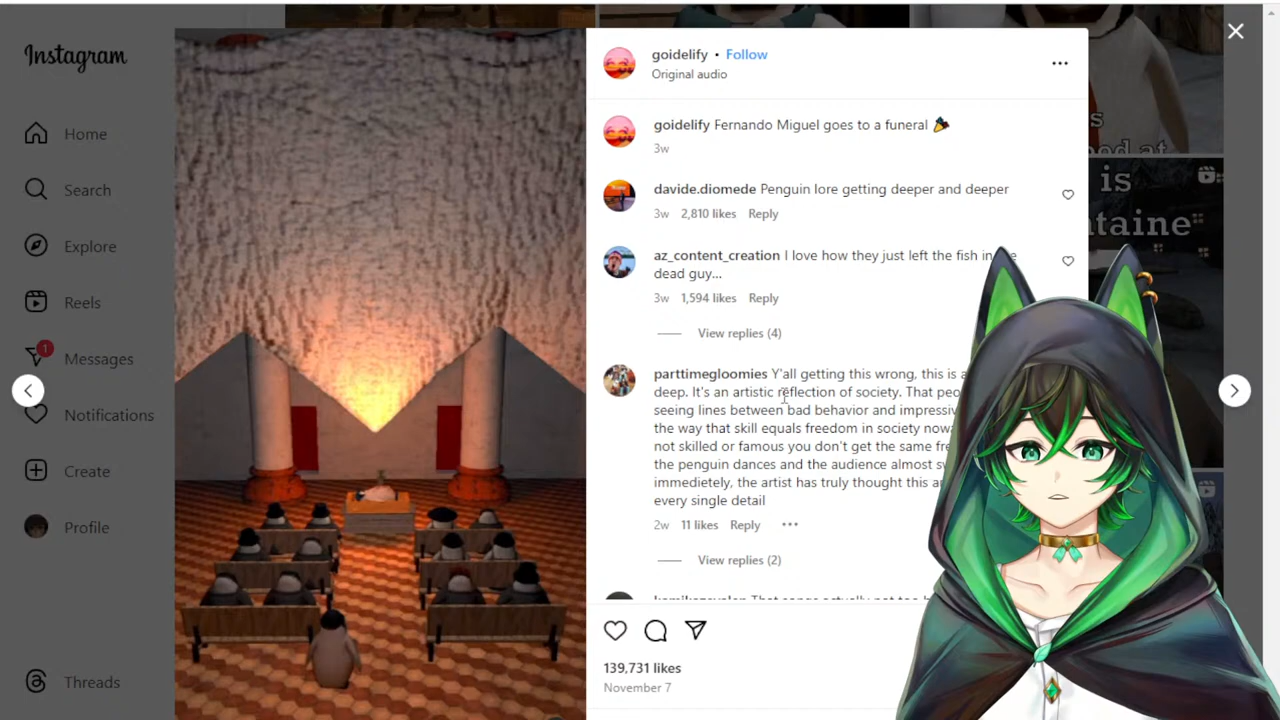 Instagram
Home
Search
Explore
Reels
1
Messages
Notifications
Create
Profile
Threads
goidelify • Follow
Original audio
goidelify Fernando Miguel goes to a funeral
3w
davide.diomede Penguin lore getting deeper and deeper
3w 2,810 likes Reply
az_content_creation I love how they just left the fish in
dead guy...
3w 1,594 likes Reply
View replies (4)
parttimegloomies Y'all getting this wrong, this is
deep. It's an artistic reflection of society. That
seeing lines between bad behavior and
the way that skill equals freedom in society
not skilled or famous you don't get the same
the penguin dances and the audience almost
immedietely, the artist has truly thought this
every single detail
2w 11 likes Reply
View replies (2)
139,731 likes
November 7
is